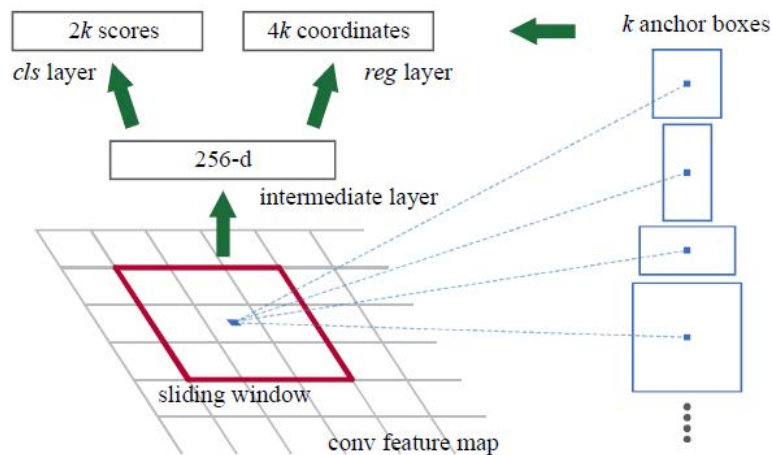 2k scores
4k coordinates
k anchor boxes
cls layer
reg layer
256-d
intermediate layer
sliding window
conv feature map